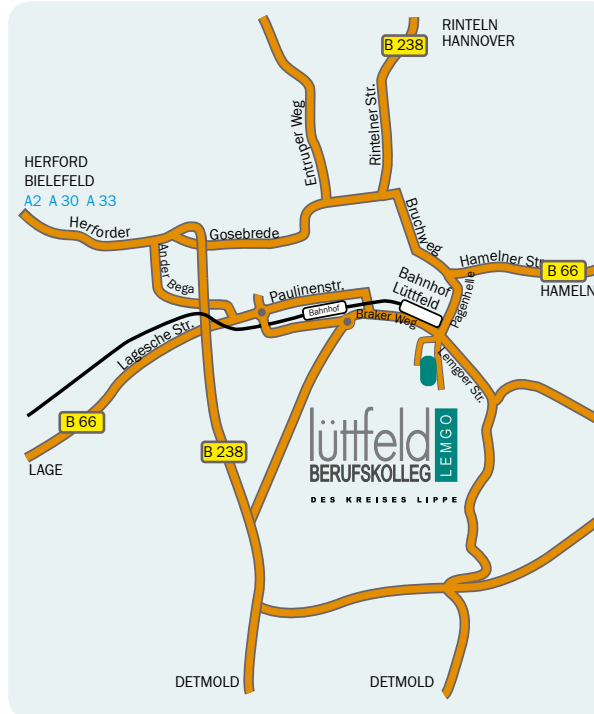 RINTELN
HANNOVER
B 238
Entruper Weg
Rintelner Str.
HERFORD
BIELEFELD
A2 A 30 A 33
Herforder
Gosebrede
Bruchweg
Hamelner Str.
B 66
HAMELN
An der Bega
Paulinenstr.
Bahnhof
Lüttfeld
Pagenhelle
Bahnhof
Braker Weg
Lagesche Str.
Lemgoer Str.
B 66
LAGE
B 238
lüttfeld
BERUFSKOLLEG
LEMGO
DES KREISES LIPPE
DETMOLD
DETMOLD